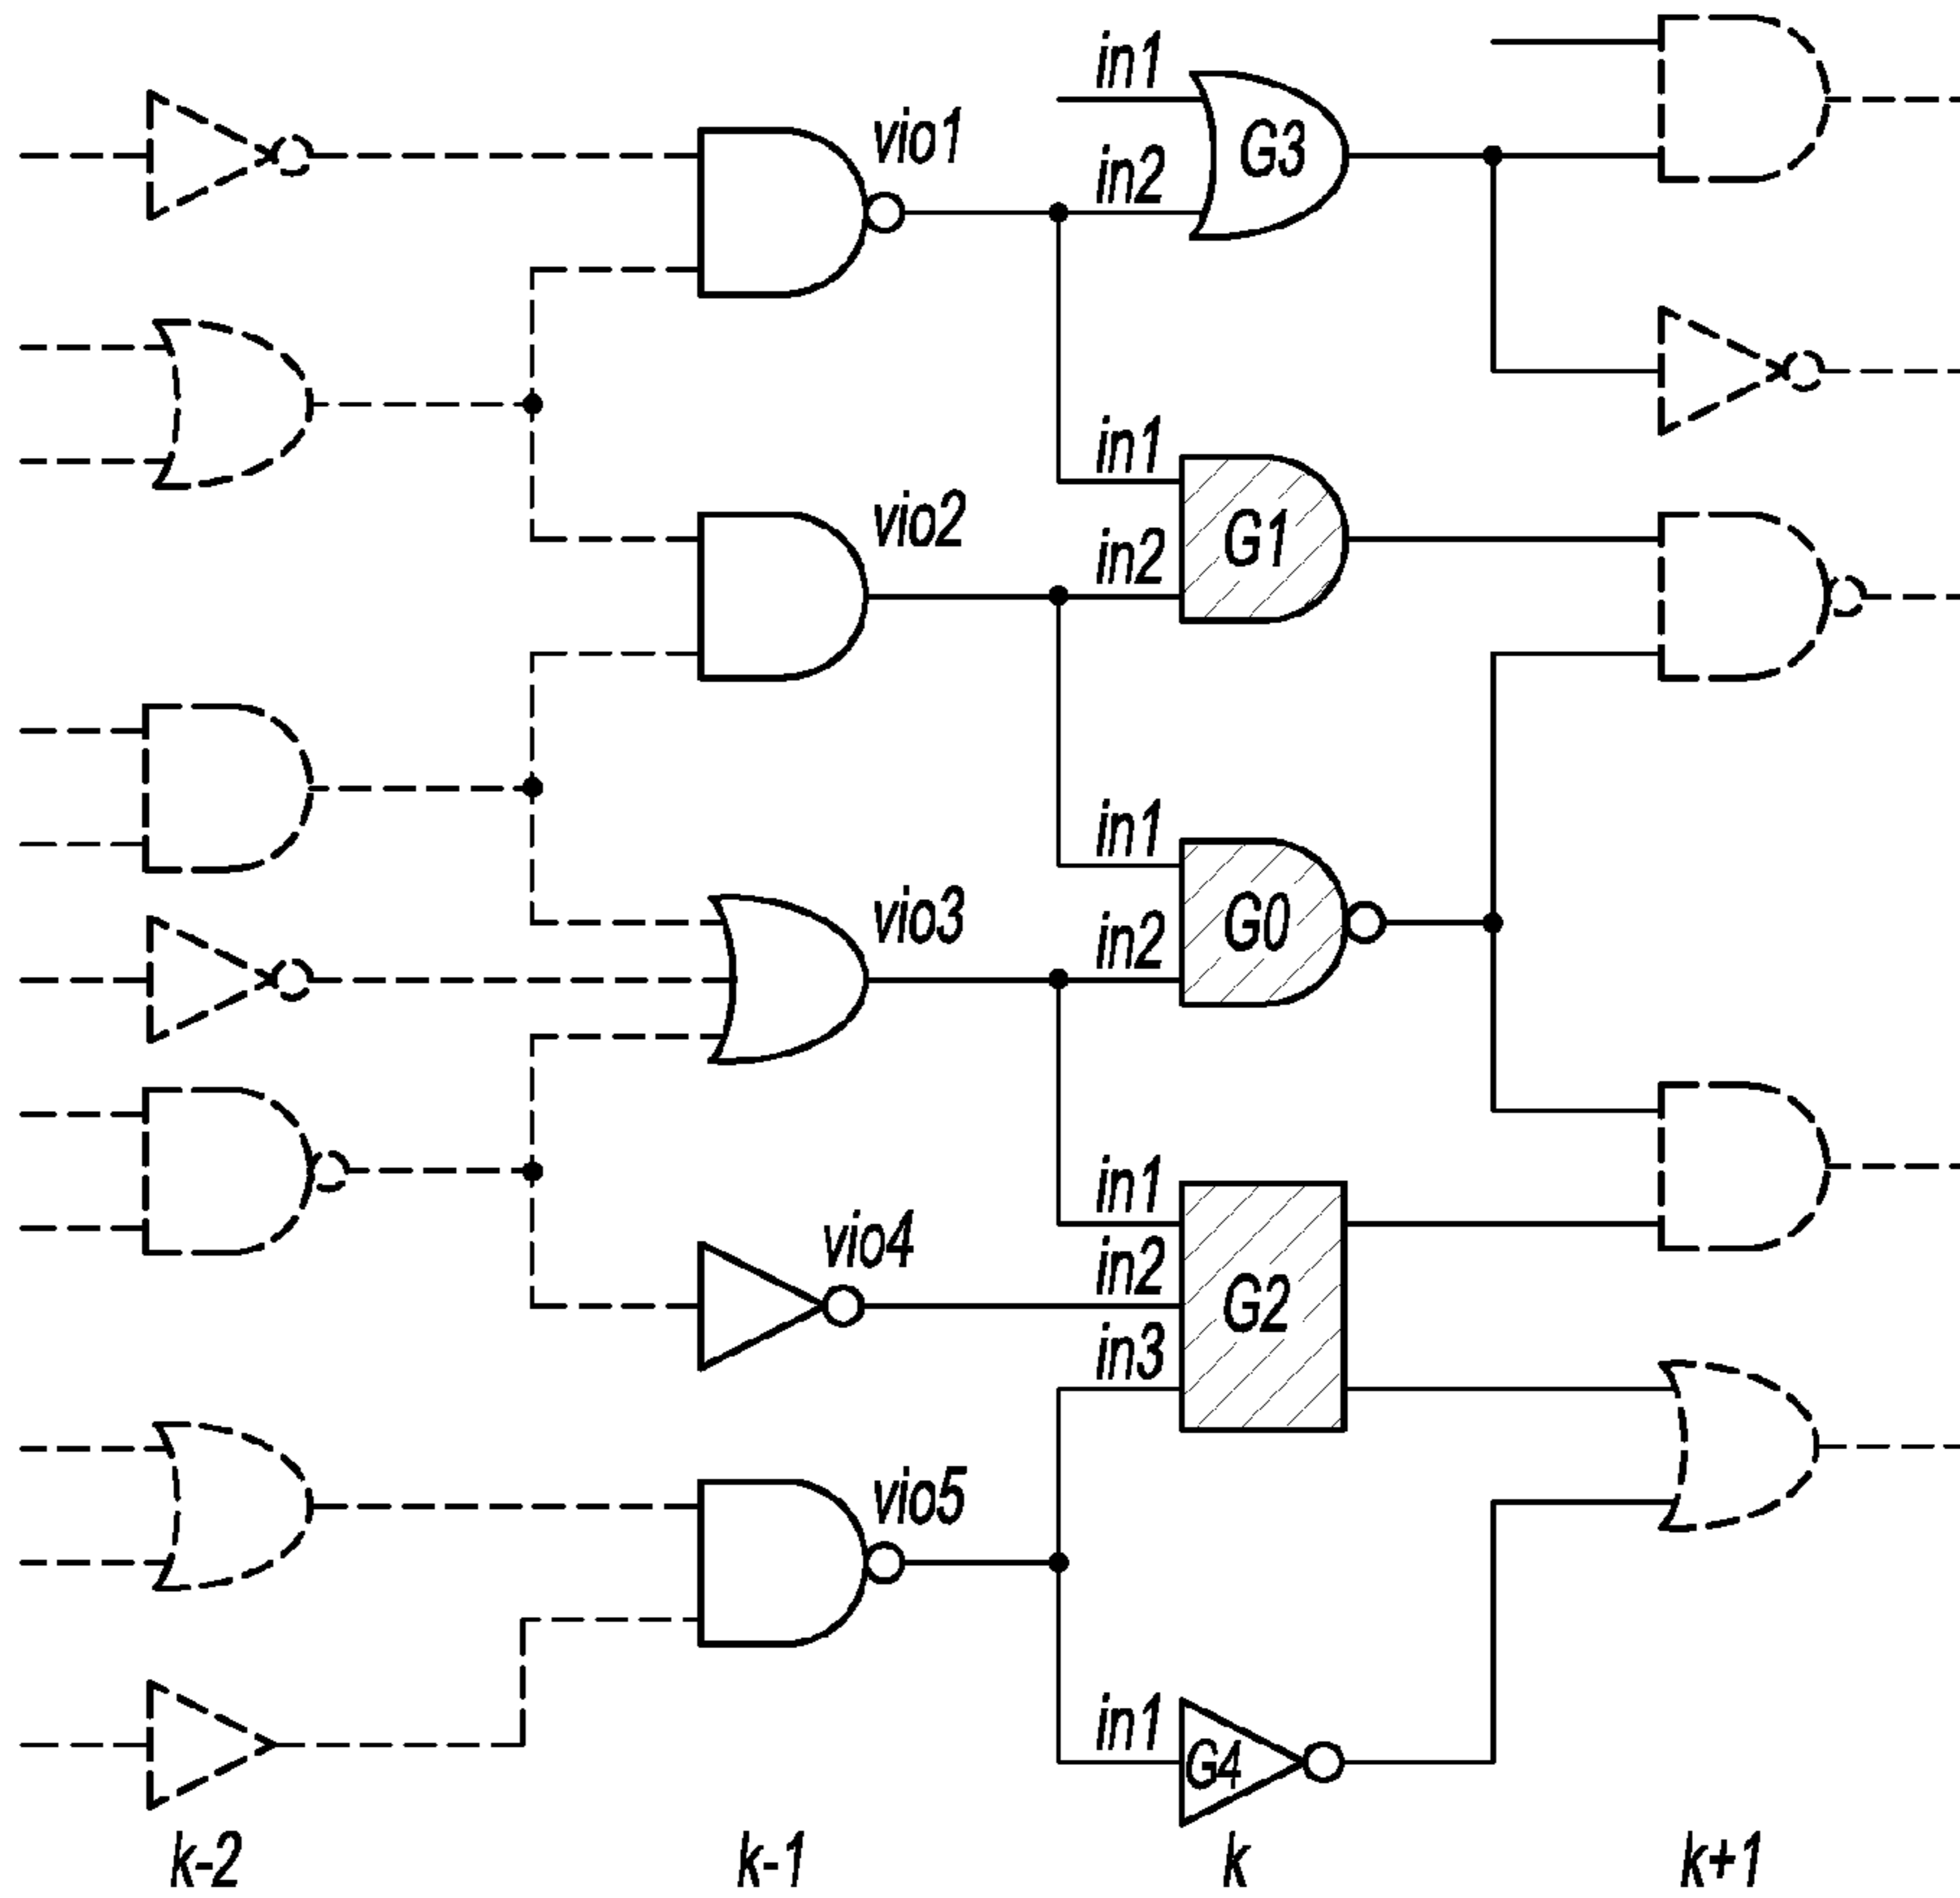 in1
vio1
in2
G3
in1
vio2
in2
G1
in1
vio3
in2
G0
in1
vio4
in2
G2
in3
vio5
in1
G4
k-2
k-1
k
k+1